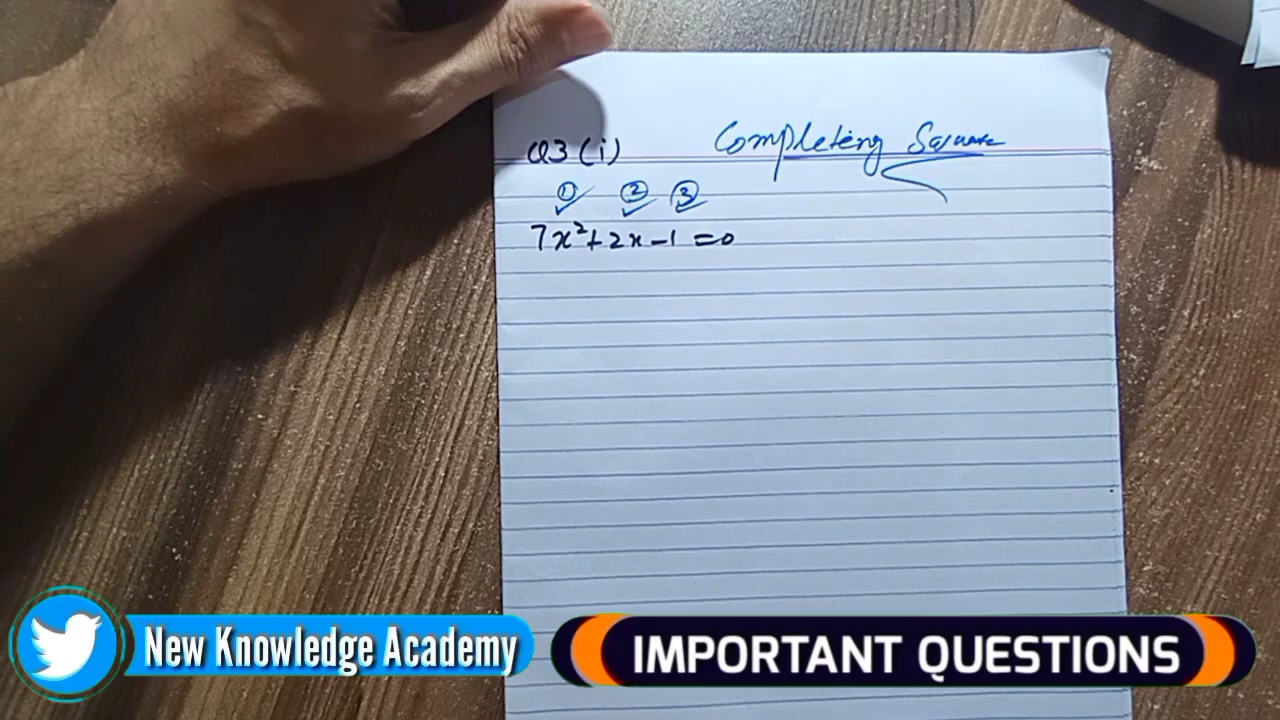 Q3 (i) Completing Square
① ② ③
7x²+2x-1=0
New Knowledge Academy
IMPORTANT QUESTIONS